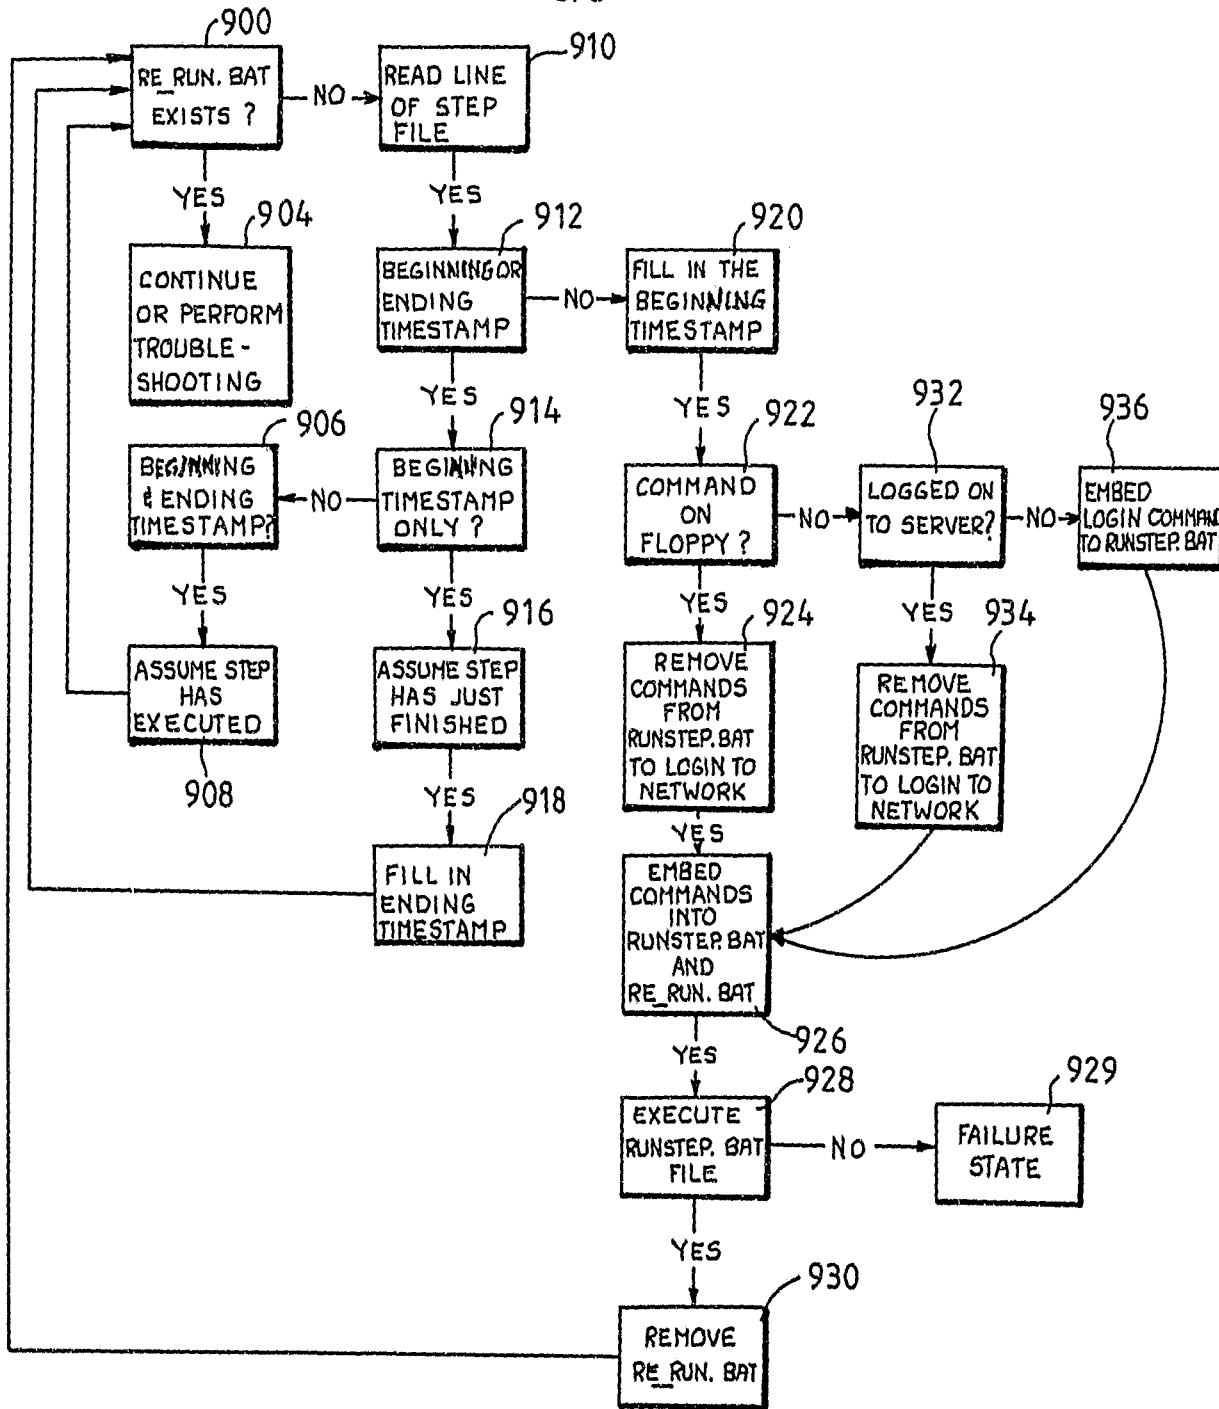 900
RE_RUN. BAT
EXISTS ?
NO
910
READ LINE
OF STEP
FILE
YES
YES
904
CONTINUE
OR PERFORM
TROUBLE-
SHOOTING
912
BEGINNING OR
ENDING
TIMESTAMP
NO
920
FILL IN THE
BEGINNING
TIMESTAMP
YES
YES
906
BEGINNING
& ENDING
TIMESTAMP?
NO
914
BEGINNING
TIMESTAMP
ONLY ?
922
COMMAND
ON
FLOPPY ?
NO
932
LOGGED ON
TO SERVER?
NO
936
EMBED
LOGIN COMMAND
TO RUNSTEP. BAT
YES
YES
YES
YES
908
ASSUME STEP
HAS
EXECUTED
916
ASSUME STEP
HAS JUST
FINISHED
924
REMOVE
COMMANDS
FROM
RUNSTEP. BAT
TO LOGIN TO
NETWORK
934
REMOVE
COMMANDS
FROM
RUNSTEP. BAT
TO LOGIN TO
NETWORK
YES
YES
918
FILL IN
ENDING
TIMESTAMP
EMBED
COMMANDS
INTO
RUNSTEP. BAT
AND
RE_RUN. BAT
926
YES
928
EXECUTE
RUNSTEP. BAT
FILE
NO
929
FAILURE
STATE
YES
930
REMOVE
RE_RUN. BAT